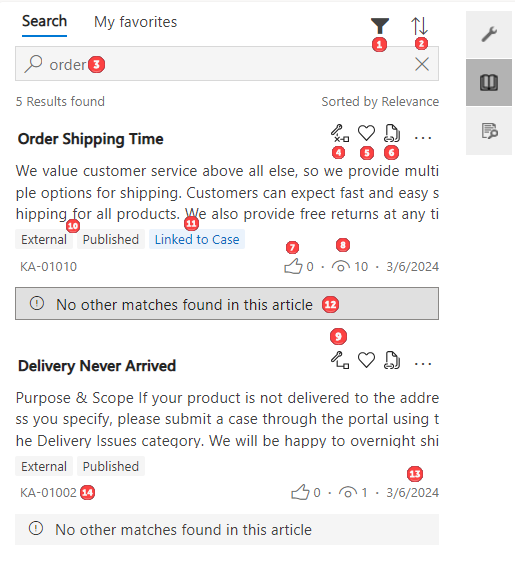 Search My favorites
1 2
order 3
5 Results found Sorted by Relevance
Order Shipping Time
4 5 6
We value customer service above all else, so we provide multi
ple options for shipping. Customers can expect fast and easy s
hipping for all products. We also provide free returns at any ti
10 11
External Published Linked to Case
7 8
KA-01010 0 · 10 · 3/6/2024
No other matches found in this article 12
9
Delivery Never Arrived ...
Purpose & Scope If your product is not delivered to the addre
ss you specify, please submit a case through the portal using t
he Delivery Issues category. We will be happy to overnight shi
External Published
13
KA-01002 14 0 · 1 · 3/6/2024
No other matches found in this article